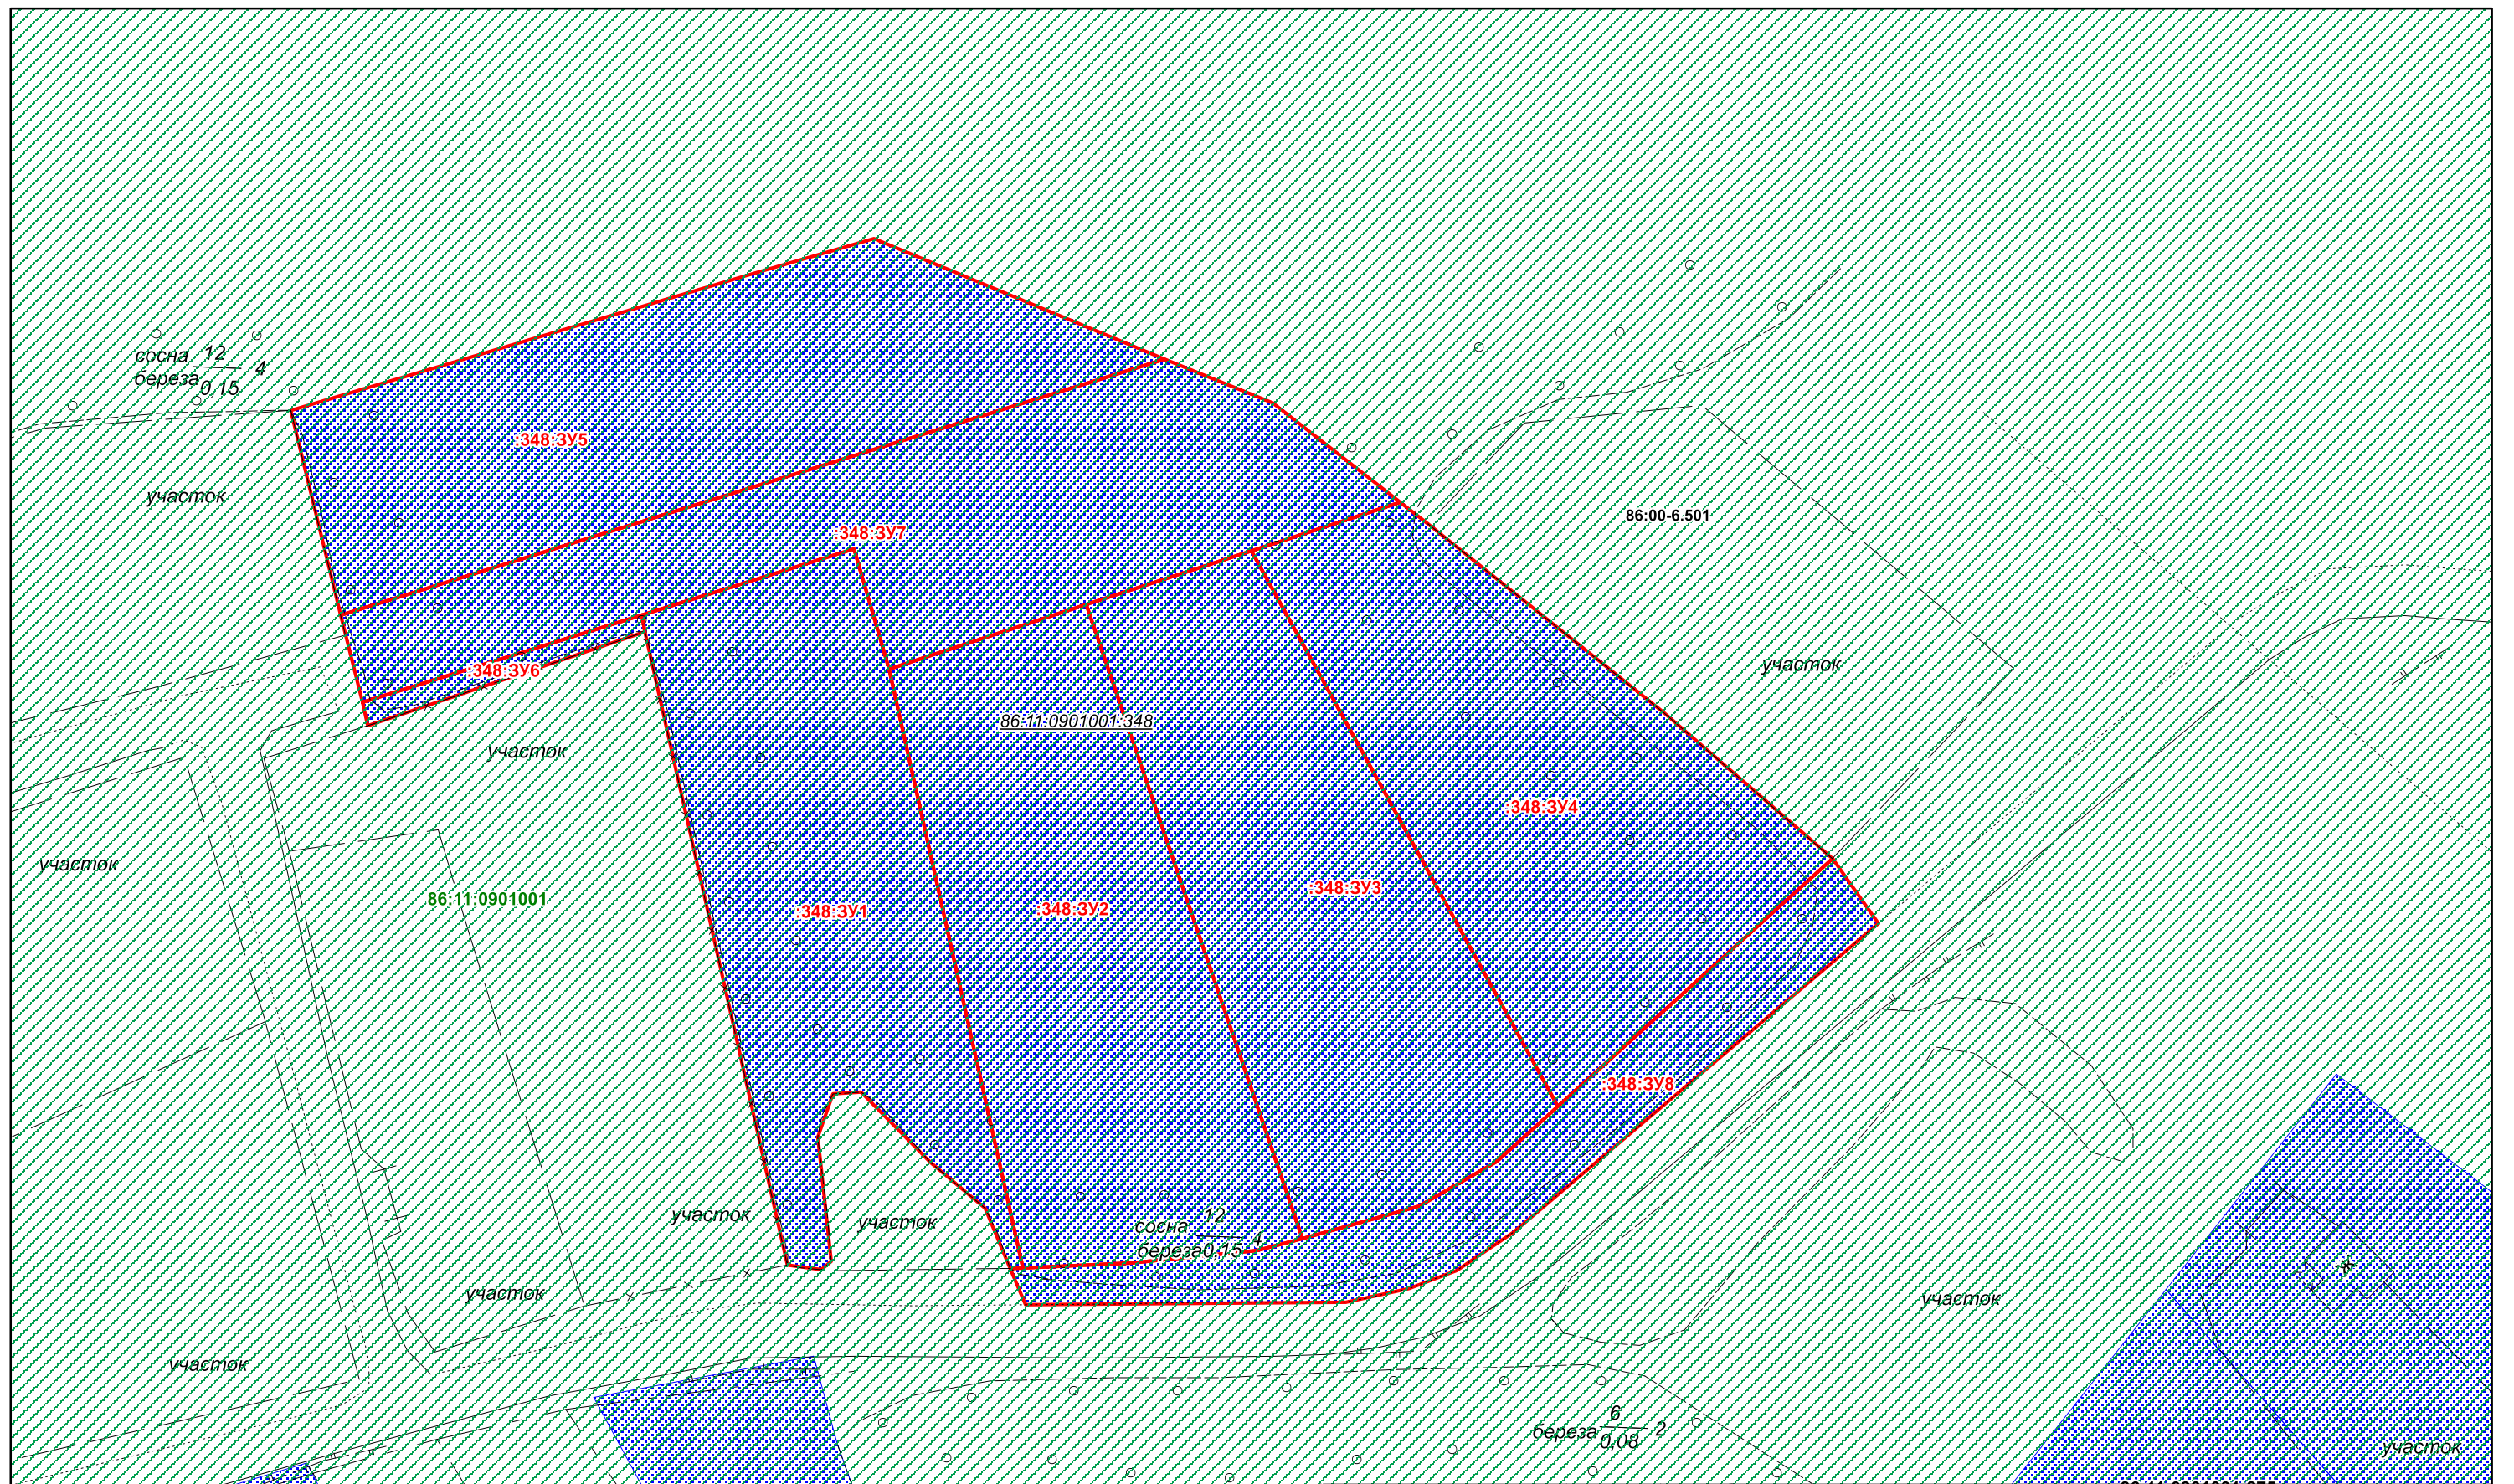 сосна 12 4
береза 0,15
:348:ЗУ5
участок
86:00-6.501
:348:ЗУ7
участок
:348:ЗУ6
86:11:0901001:348
участок
:348:ЗУ4
участок
:348:ЗУ3
86:11:0901001
:348:ЗУ1
:348:ЗУ2
:348:ЗУ8
участок
участок
сосна 12 4
береза 0,15
Ж
участок
участок
участок
6
береза 2
0,08
участок